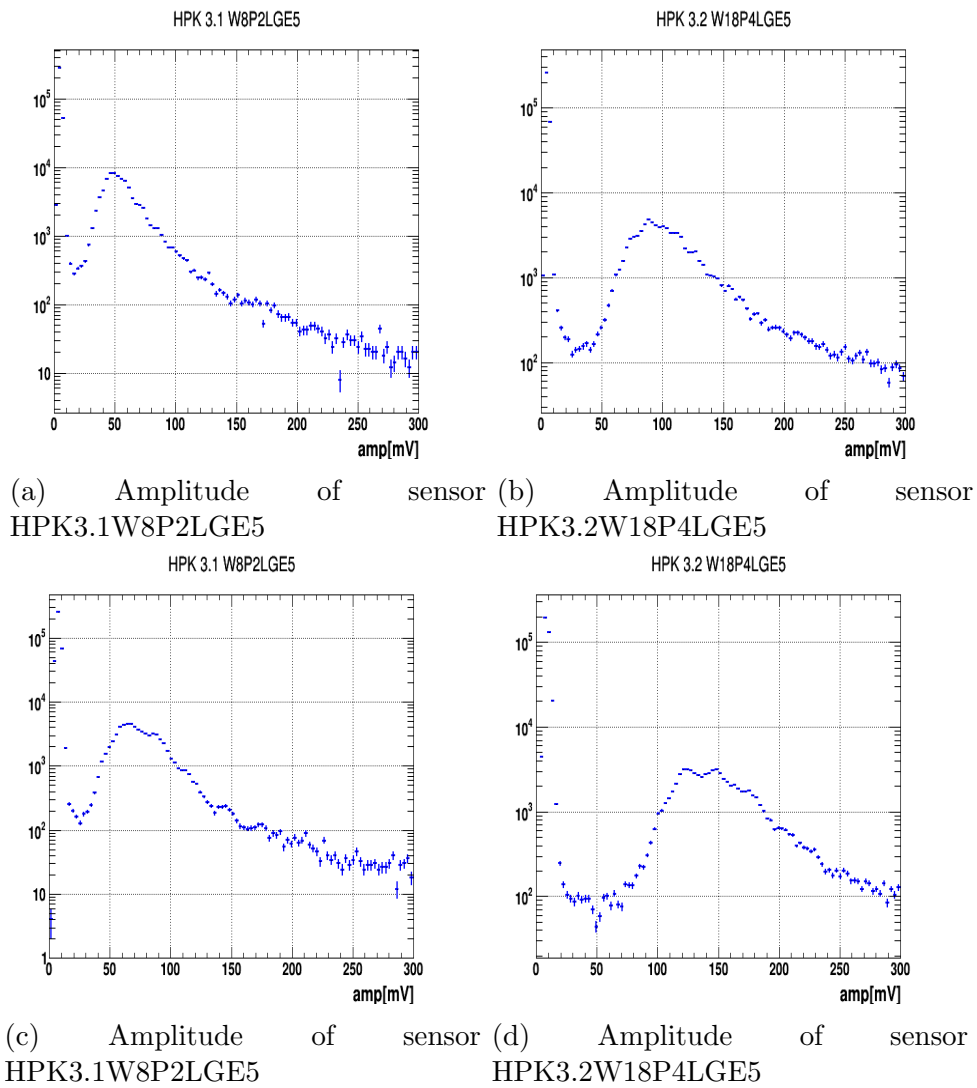 HPK 3.1 W8P2LGE5
10^5
10^4
10^3
10^2
10
0 50 100 150 200 250 300
amp[mV]
(a) Amplitude of sensor
HPK3.1W8P2LGE5
HPK 3.2 W18P4LGE5
10^5
10^4
10^3
10^2
0 50 100 150 200 250 300
amp[mV]
(b) Amplitude of sensor
HPK3.2W18P4LGE5
HPK 3.1 W8P2LGE5
10^5
10^4
10^3
10^2
10
1
0 50 100 150 200 250 300
amp[mV]
(c) Amplitude of sensor
HPK3.1W8P2LGE5
HPK 3.2 W18P4LGE5
10^5
10^4
10^3
10^2
0 50 100 150 200 250 300
amp[mV]
(d) Amplitude of sensor
HPK3.2W18P4LGE5